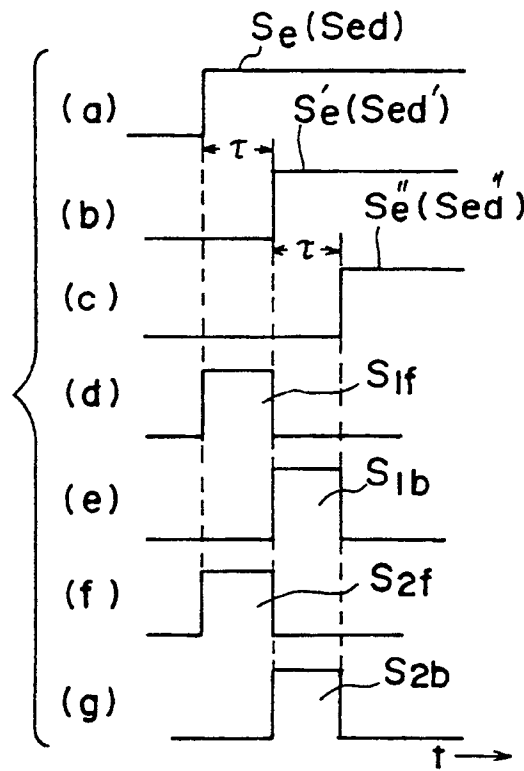 Se(Sed)
(a)
τ
Se'(Sed')
(b)
τ
Se"(Sed")
(c)
(d)
S1f
(e)
S1b
(f)
S2f
(g)
S2b
t